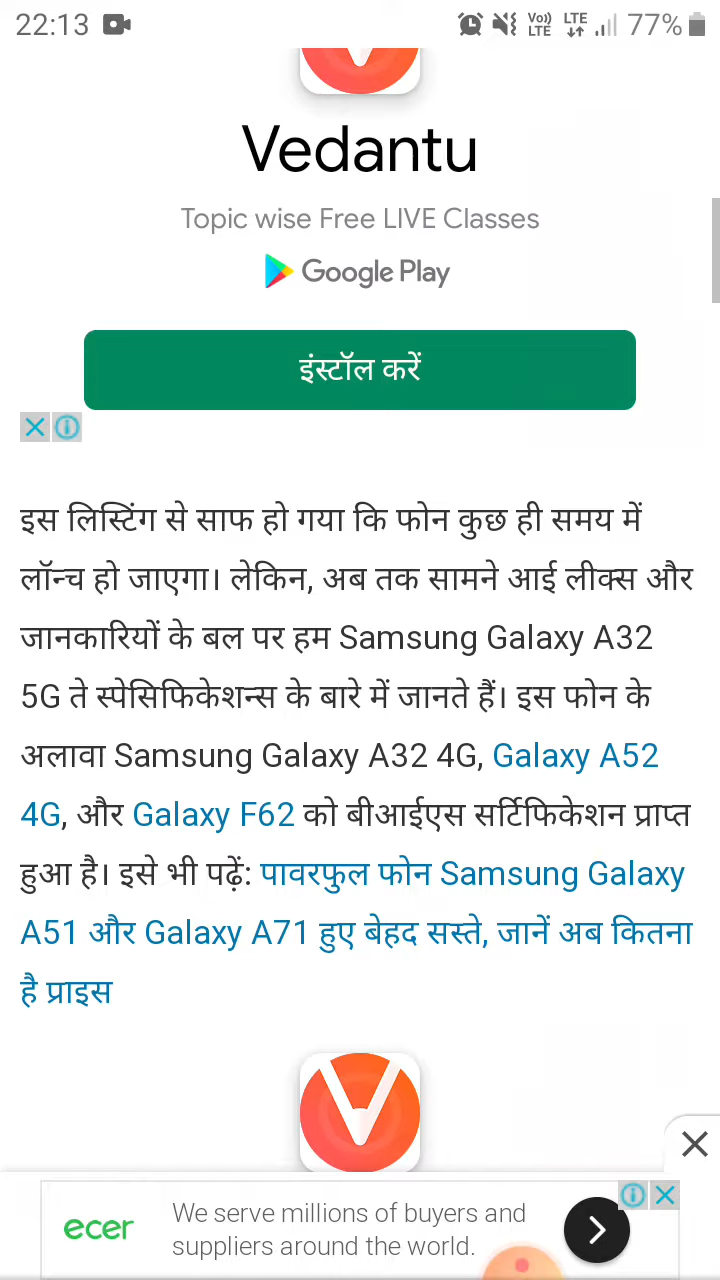 22:13
Vo)) LTE LTE 77%
Vedantu
Topic wise Free LIVE Classes
Google Play
इंस्टॉल करें
इस लिस्टिंग से साफ हो गया कि फोन कुछ ही समय में
लॉन्च हो जाएगा। लेकिन, अब तक सामने आई लीक्स और
जानकारियों के बल पर हम Samsung Galaxy A32
5G ते स्पेसिफिकेशन्स के बारे में जानते हैं। इस फोन के
अलावा Samsung Galaxy A32 4G, Galaxy A52
4G, और Galaxy F62 को बीआईएस सर्टिफिकेशन प्राप्त
हुआ है। इसे भी पढ़ें: पावरफुल फोन Samsung Galaxy
A51 और Galaxy A71 हुए बेहद सस्ते, जानें अब कितना
है प्राइस
ecer
We serve millions of buyers and
suppliers around the world.